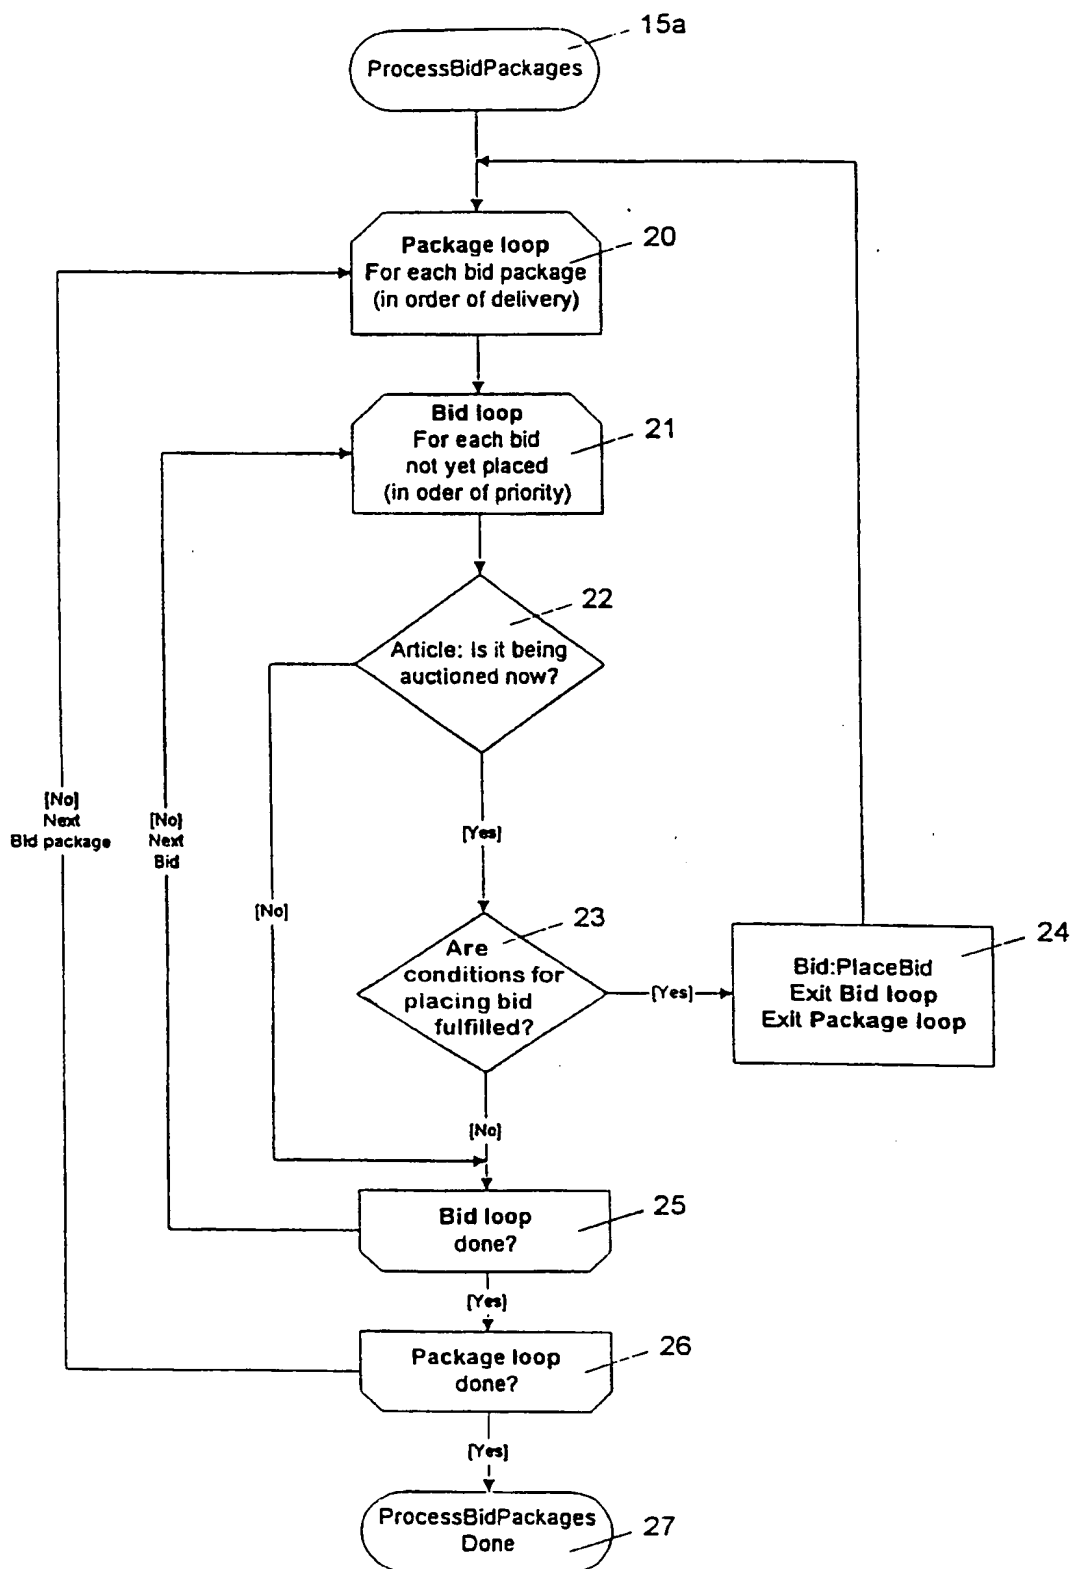 15a
ProcessBidPackages
20
Package loop
For each bid package
(in order of delivery)
21
Bid loop
For each bid
not yet placed
(in oder of priority)
22
Article: Is it being
auctioned now?
[No]
Next
Bid package
[No]
Next
Bid
[Yes]
[No]
23
Are
conditions for
placing bid
fulfilled?
[Yes]
24
Bid:PlaceBid
Exit Bid loop
Exit Package loop
[No]
25
Bid loop
done?
[Yes]
26
Package loop
done?
[Yes]
ProcessBidPackages
Done
27